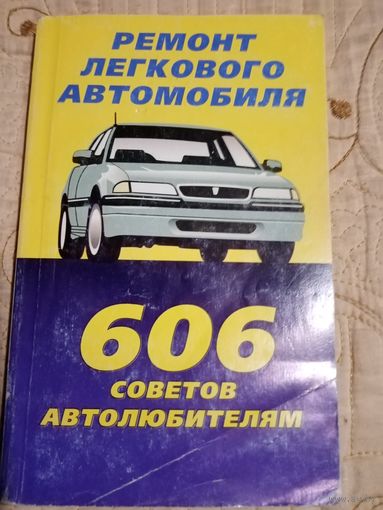 РЕМОНТ
ЛЕГКОВОГО
АВТОМОБИЛЯ
606
СОВЕТОВ
АВТОЛЮБИТЕЛЯМ